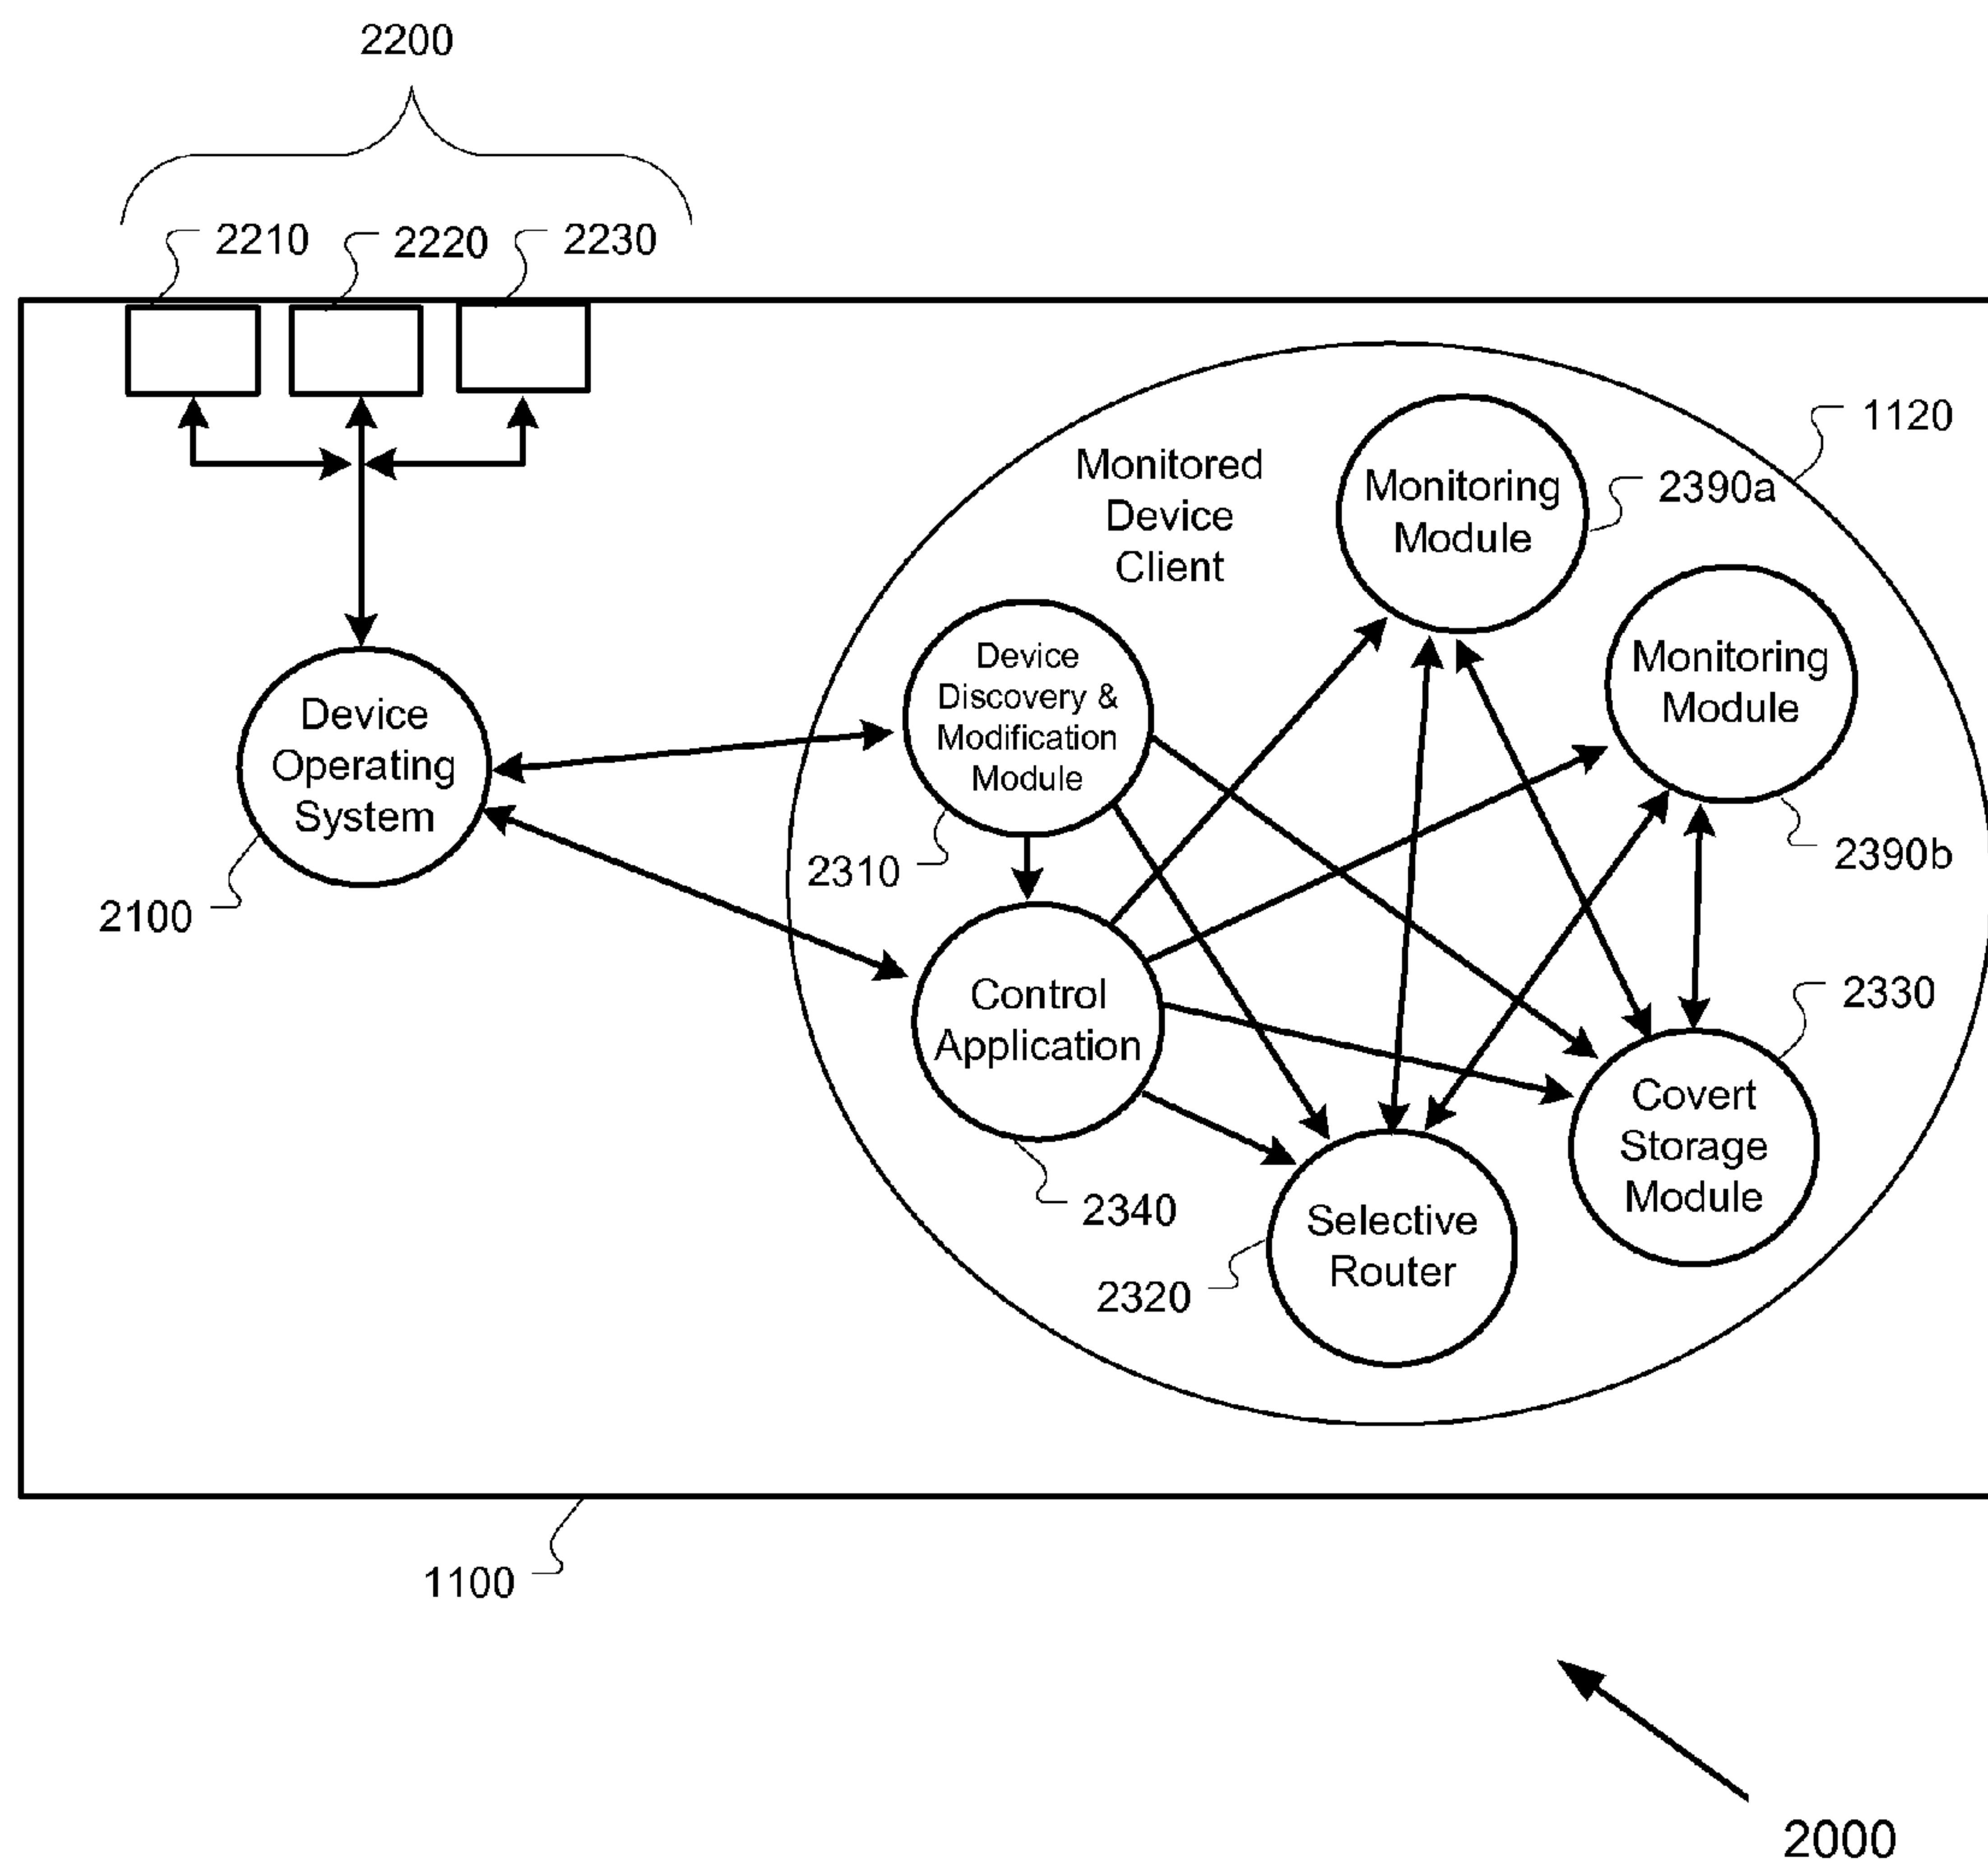 2200
2210
2220
2230
1120
Monitored
Device
Client
Monitoring
Module
2390a
Monitoring
Module
2390b
Device
Discovery &
Modification
Module
2310
Device
Operating
System
2100
Control
Application
2340
2330
Covert
Storage
Module
Selective
Router
2320
1100
2000